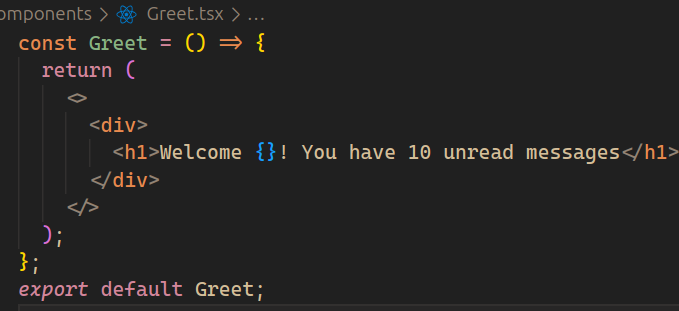 omponents > Greet.tsx > ...
const Greet = () => {
return (
<>
<div>
<h1>Welcome {}! You have 10 unread messages</h1>
</div>
</>
);
};
export default Greet;